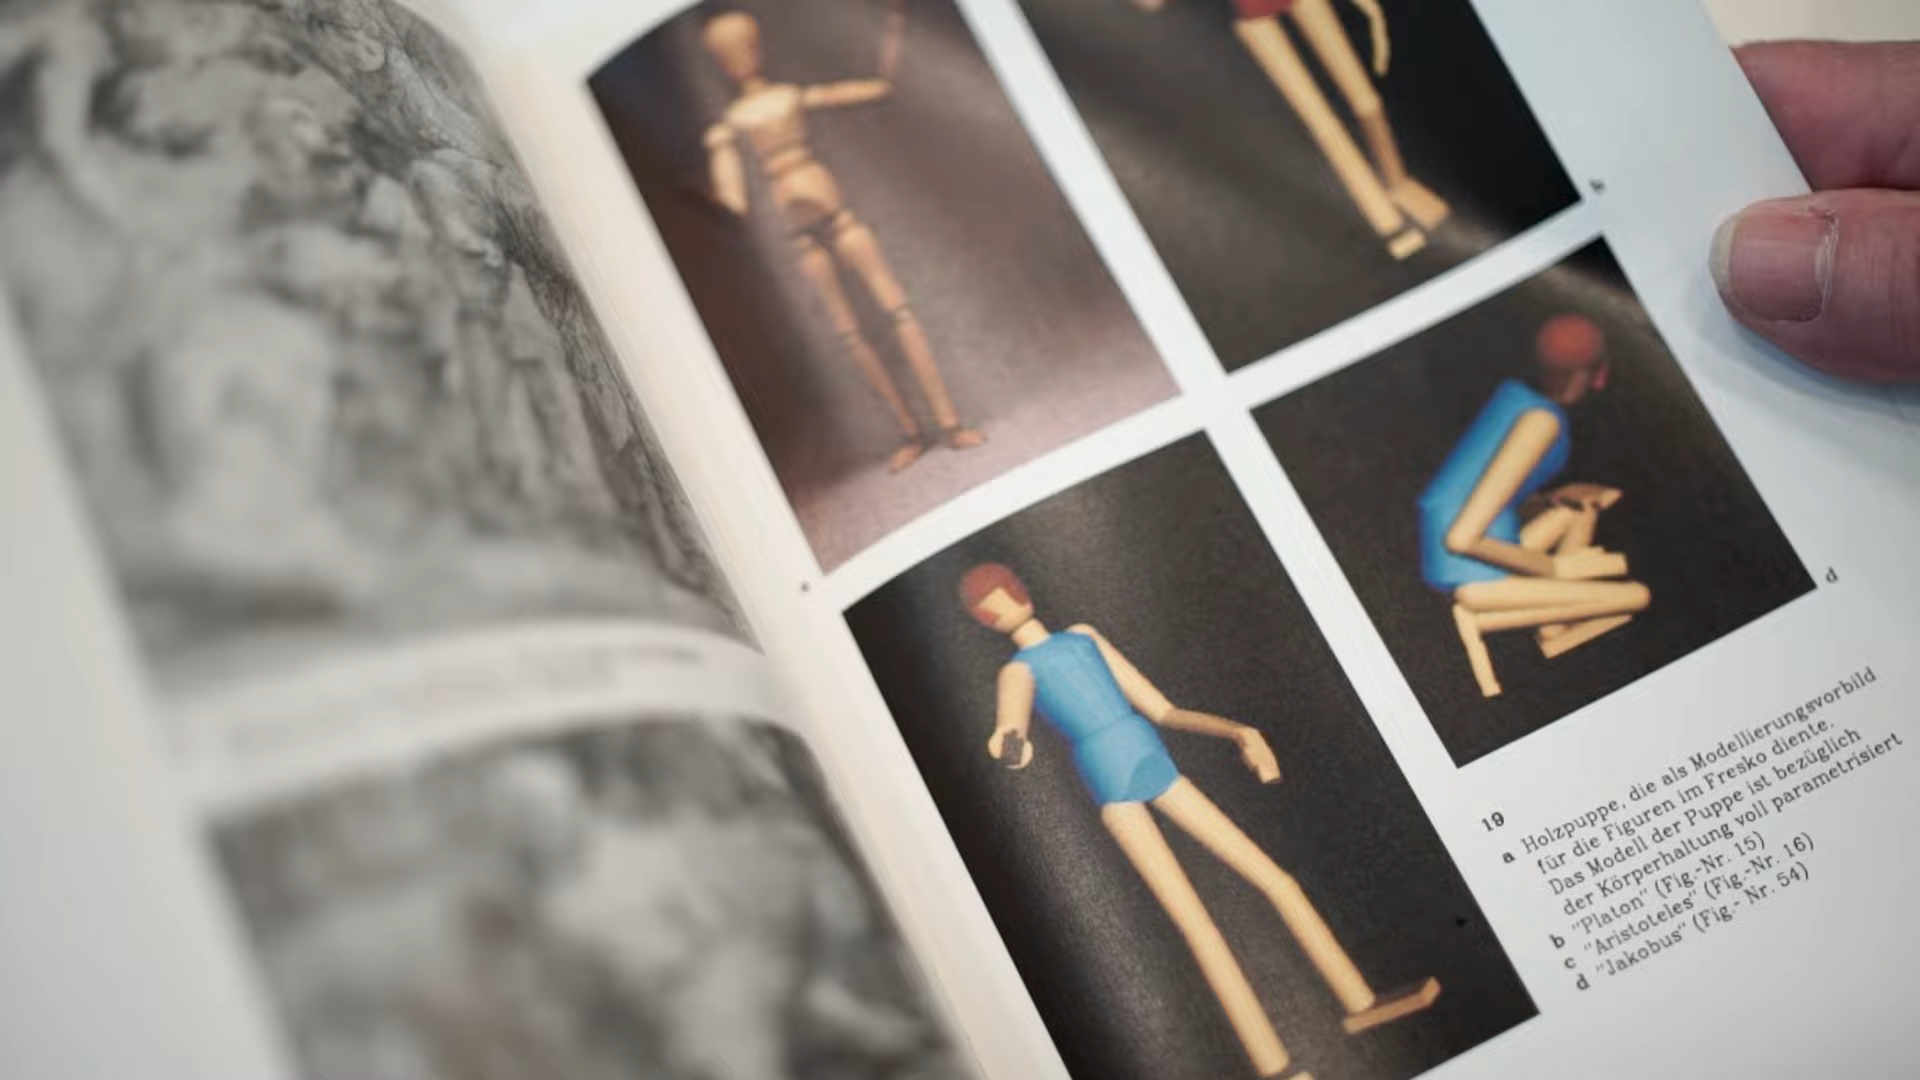 b
d
19
a Holzpuppe, die als Modellierungsvorbild
für die Figuren im Fresko diente.
Das Modell der Puppe ist bezüglich
der Körperhaltung voll parametrisiert
b "Platon" (Fig.-Nr. 15)
c "Aristoteles" (Fig.-Nr. 16)
d "Jakobus" (Fig.- Nr. 54)